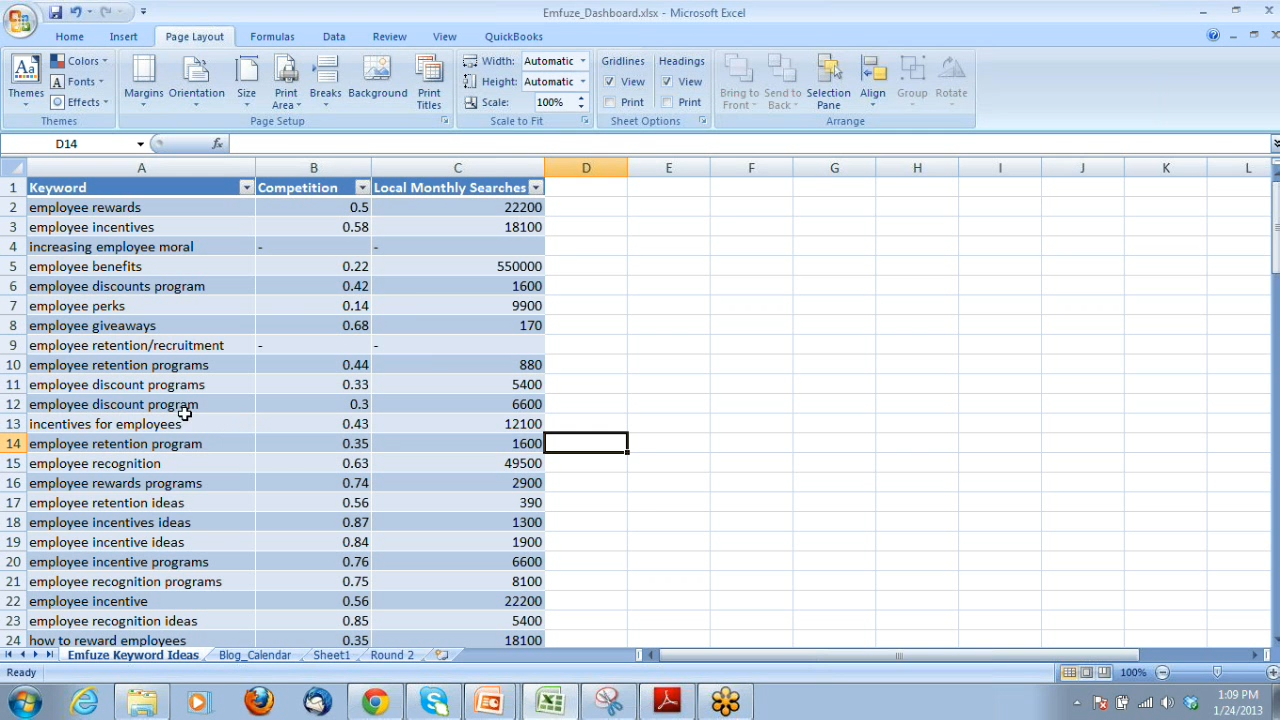 Emfuze_Dashboard.xlsx - Microsoft Excel
Home Insert Page Layout Formulas Data Review View QuickBooks
Themes Colors Fonts Effects
Margins Orientation Size Print Area Breaks Background Print Titles
Width: Automatic
Height: Automatic
Scale: 100%
Gridlines Headings
View View
Print Print
Bring to Front Send to Back Selection Pane Align Group Rotate
Themes Page Setup Scale to Fit Sheet Options Arrange
D14 fx
A B C D E F G H I J K L
1 Keyword Competition Local Monthly Searches
2 employee rewards 0.5 22200
3 employee incentives 0.58 18100
4 increasing employee moral - -
5 employee benefits 0.22 550000
6 employee discounts program 0.42 1600
7 employee perks 0.14 9900
8 employee giveaways 0.68 170
9 employee retention/recruitment - -
10 employee retention programs 0.44 880
11 employee discount programs 0.33 5400
12 employee discount program 0.3 6600
13 incentives for employees 0.43 12100
14 employee retention program 0.35 1600
15 employee recognition 0.63 49500
16 employee rewards programs 0.74 2900
17 employee retention ideas 0.56 390
18 employee incentives ideas 0.87 1300
19 employee incentive ideas 0.84 1900
20 employee incentive programs 0.76 6600
21 employee recognition programs 0.75 8100
22 employee incentive 0.56 22200
23 employee recognition ideas 0.85 5400
24 how to reward employees 0.35 18100
Emfuze Keyword Ideas Blog_Calendar Sheet1 Round 2
Ready 100%
1:09 PM
1/24/2013